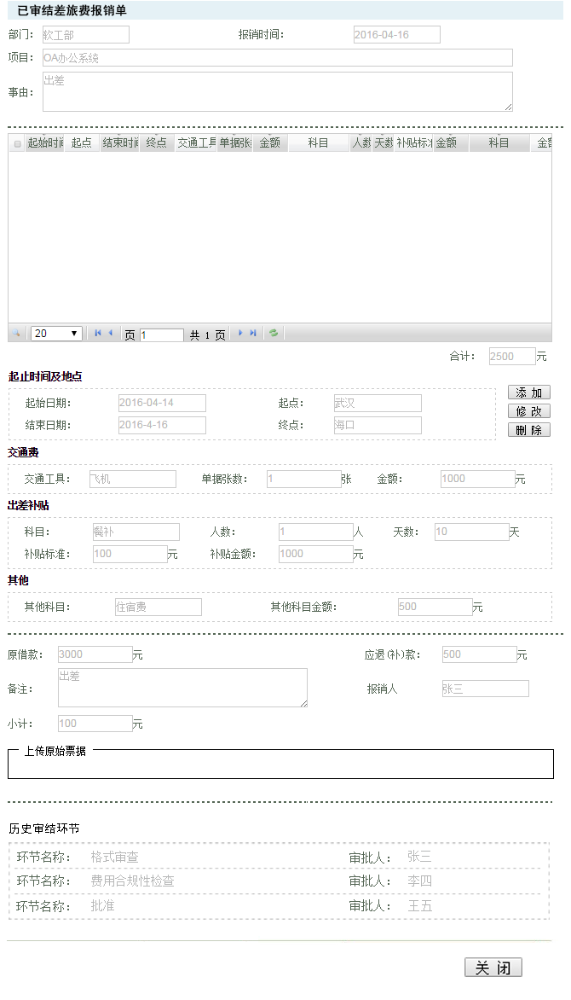 已审结差旅费报销单
部门： 软工部 报销时间： 2016-04-16
项目： OA办公系统
事由： 出差
起始时间 起点 结束时间 终点 交通工具 单据张 金额 科目 人数 天数 补贴标准 金额 科目 金额
20 页 1 共 1 页
合计： 2500 元
起止时间及地点
起始日期： 2016-04-14 起点： 武汉 添 加
结束日期： 2016-4-16 终点： 海口 修 改
删 除
交通费
交通工具： 飞机 单据张数： 1 张 金额： 1000 元
出差补贴
科目： 餐补 人数： 1 人 天数： 10 天
补贴标准： 100 元 补贴金额： 1000 元
其他
其他科目： 住宿费 其他科目金额： 500 元
原借款： 3000 元 应退(补)款： 500 元
备注： 出差 报销人 张三
小计： 100 元
上传原始票据
历史审结环节
环节名称： 格式审查 审批人： 张三
环节名称： 费用合规性检查 审批人： 李四
环节名称： 批准 审批人： 王五
关 闭